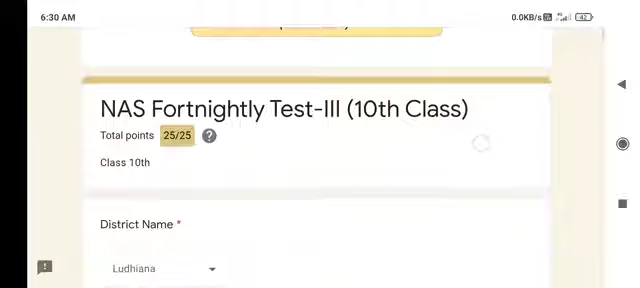 6:30 AM
0.0KB/s 42
NAS Fortnightly Test-III (10th Class)
Total points 25/25 ?
Class 10th
District Name *
Ludhiana